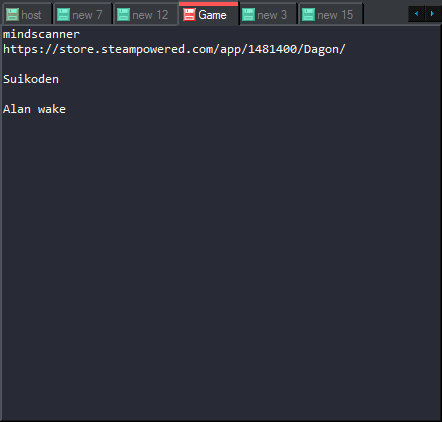 host new 7 new 12 Game new 3 new 15
mindscanner
https://store.steampowered.com/app/1481400/Dagon/
Suikoden
Alan wake